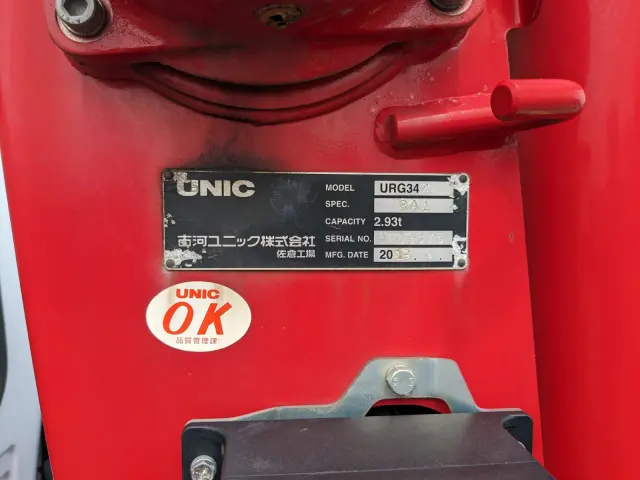 UNIC
MODEL URG34
SPEC.
CAPACITY 2.93t
古河ユニック株式会社
SERIAL NO.
佐倉工場
MFG. DATE
UNIC
OK
品質管理課